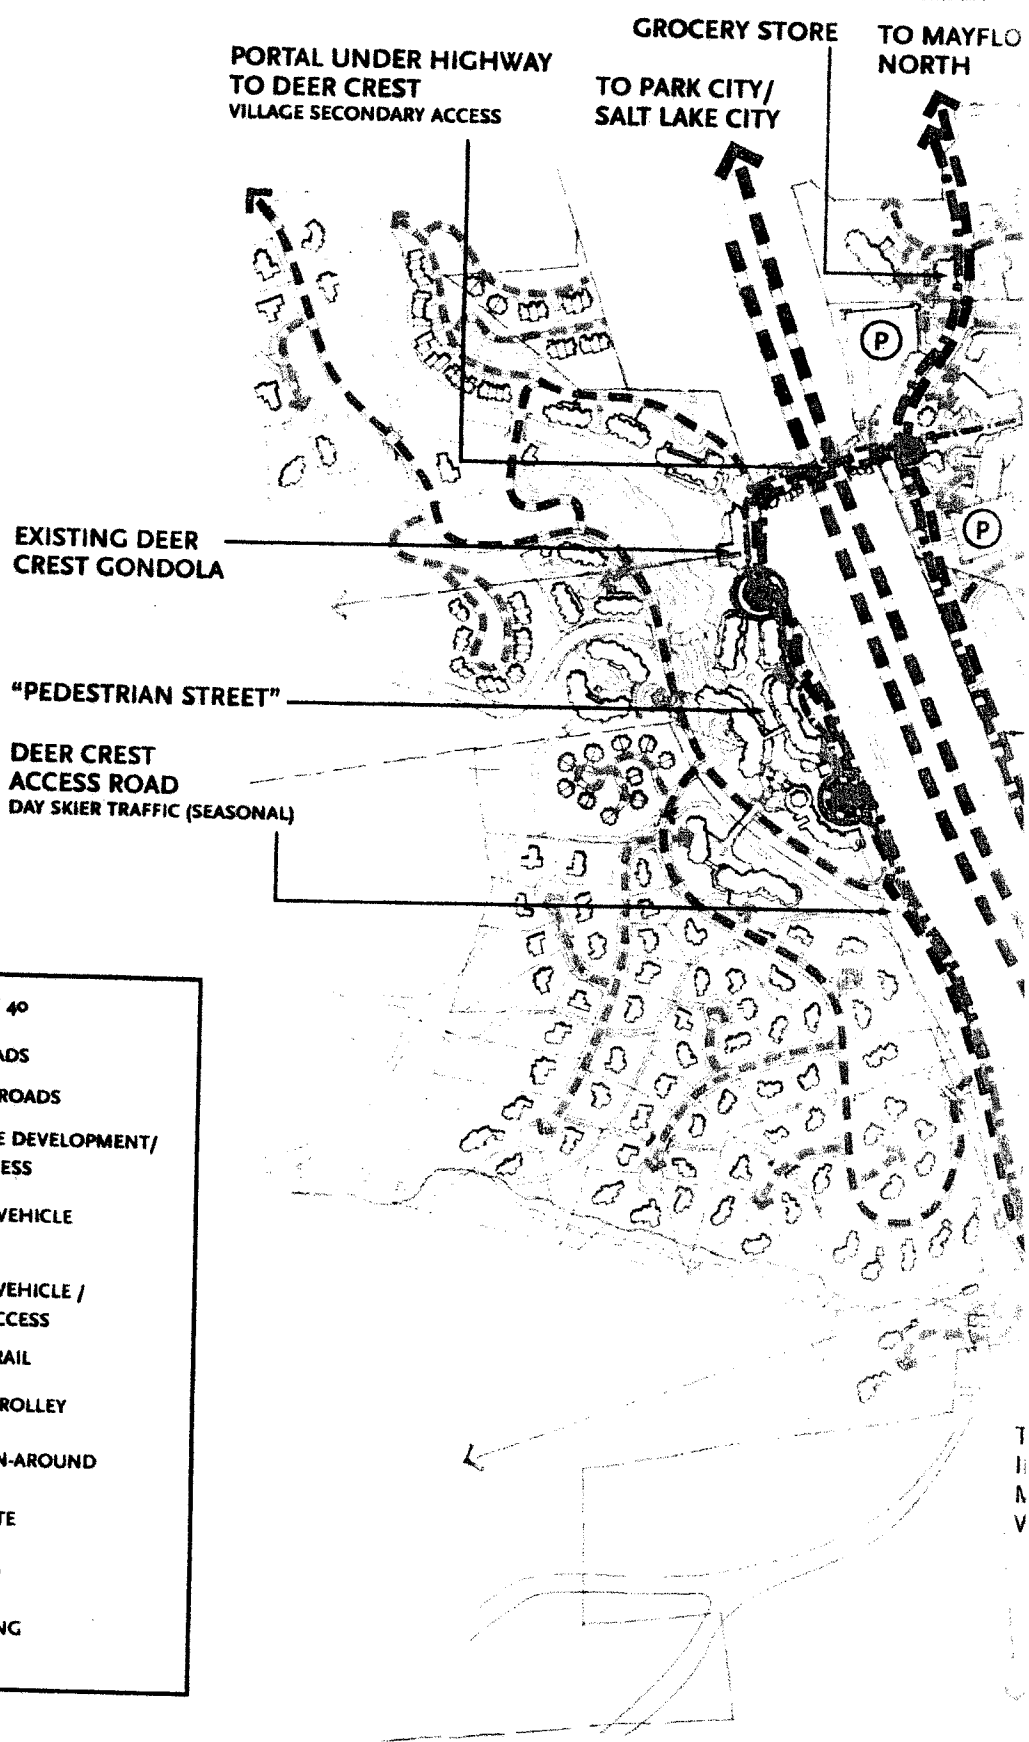 GROCERY STORE
TO MAYFLO
NORTH
PORTAL UNDER HIGHWAY
TO DEER CREST
VILLAGE SECONDARY ACCESS
TO PARK CITY/
SALT LAKE CITY
P
P
EXISTING DEER
CREST GONDOLA
"PEDESTRIAN STREET"
DEER CREST
ACCESS ROAD
DAY SKIER TRAFFIC (SEASONAL)
40
ADS
ROADS
E DEVELOPMENT/
ESS
VEHICLE
VEHICLE /
CCESS
RAIL
ROLLEY
N-AROUND
TE
NG